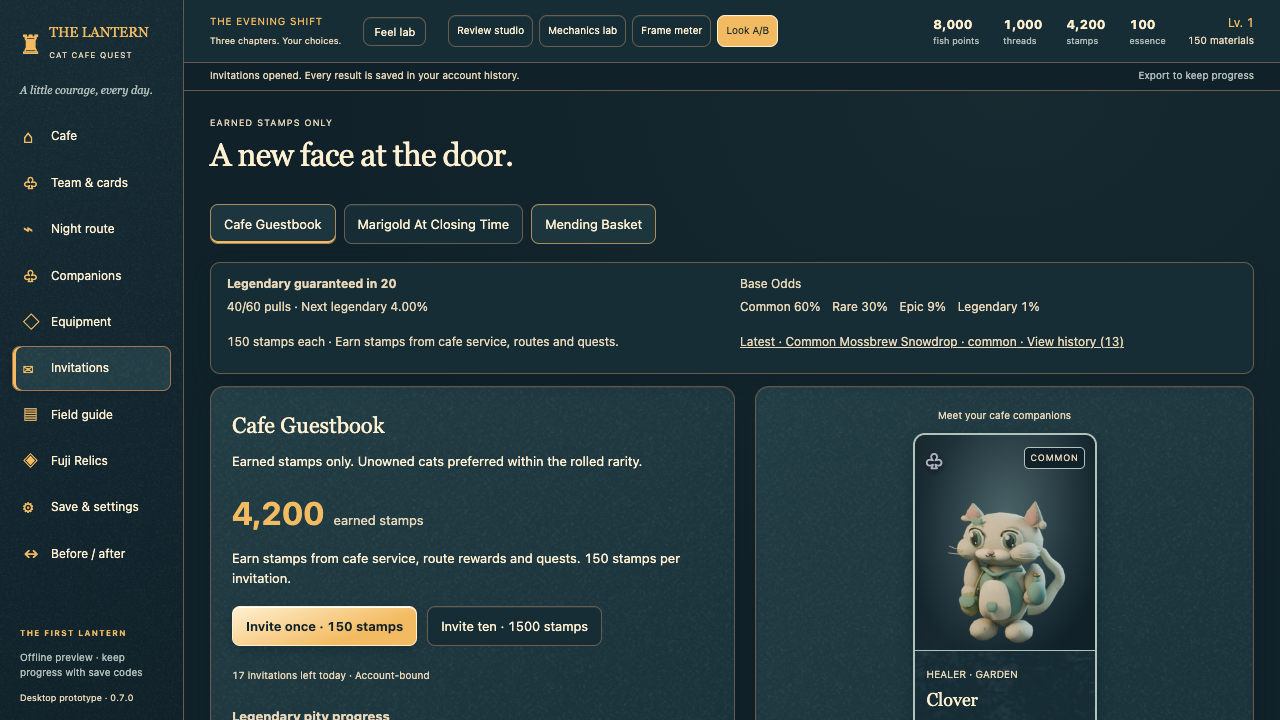 THE LANTERN
CAT CAFE QUEST
A little courage, every day.
Cafe
Team & cards
Night route
Companions
Equipment
Invitations
Field guide
Fuji Relics
Save & settings
Before / after
THE FIRST LANTERN
Offline preview · keep
progress with save codes
Desktop prototype · 0.7.0
THE EVENING SHIFT
Three chapters. Your choices.
Feel lab
Review studio
Mechanics lab
Frame meter
Look A/B
8,000
fish points
1,000
threads
4,200
stamps
100
essence
Lv. 1
150 materials
Invitations opened. Every result is saved in your account history.
Export to keep progress
EARNED STAMPS ONLY
A new face at the door.
Cafe Guestbook
Marigold At Closing Time
Mending Basket
Legendary guaranteed in 20
40/60 pulls · Next legendary 4.00%
150 stamps each · Earn stamps from cafe service, routes and quests.
Base Odds
Common 60% Rare 30% Epic 9% Legendary 1%
Latest · Common Mossbrew Snowdrop · common · View history (13)
Cafe Guestbook
Earned stamps only. Unowned cats preferred within the rolled rarity.
4,200 earned stamps
Earn stamps from cafe service, route rewards and quests. 150 stamps per
invitation.
Invite once · 150 stamps
Invite ten · 1500 stamps
17 invitations left today · Account-bound
Legendary pity progress
Meet your cafe companions
COMMON
HEALER · GARDEN
Clover